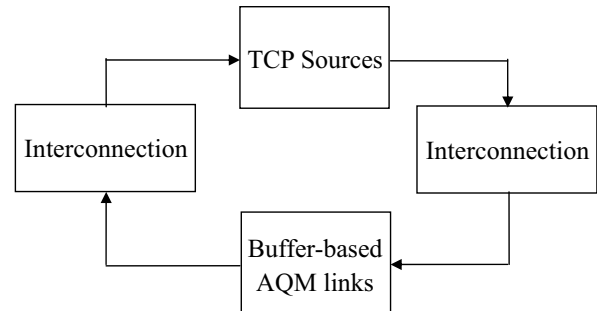 TCP Sources
Interconnection
Interconnection
Buffer-based
AQM links